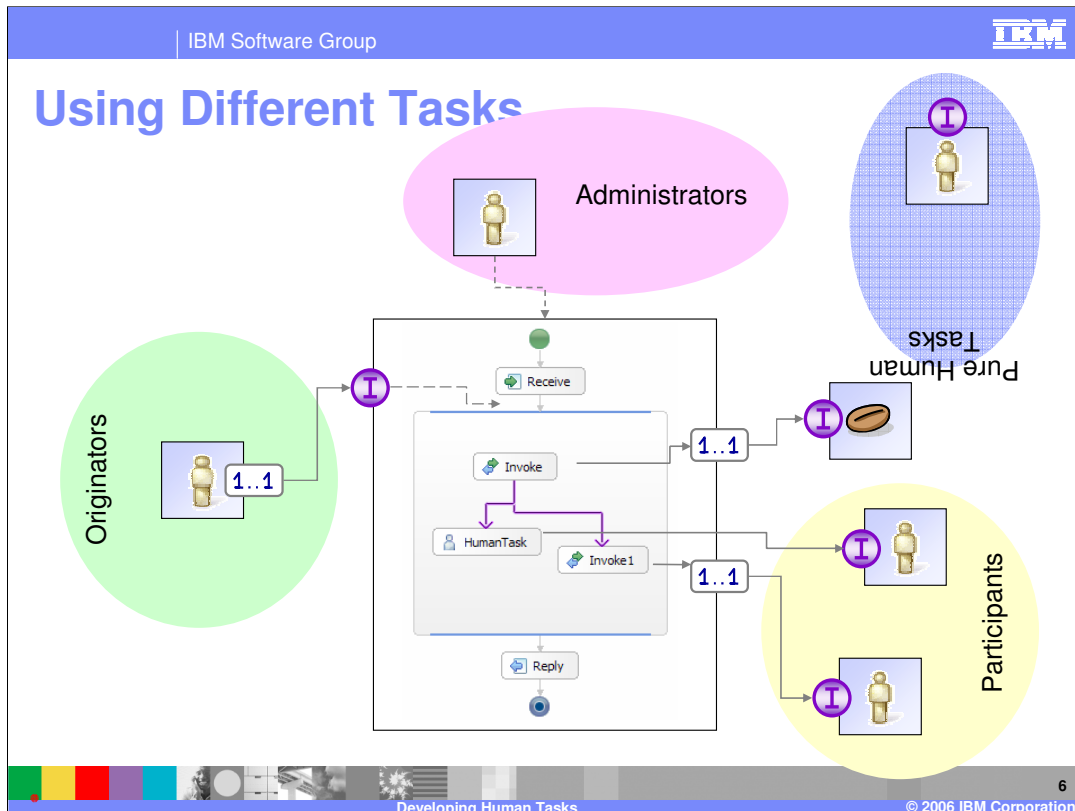 IBM Software Group
IBM
Using Different Tasks
Administrators
I
Pure Human
Tasks
Receive
I
Originators
1..1
Invoke
1..1
I
HumanTask
Invoke1
I
1..1
Participants
I
Reply
6
Developing Human Tasks
© 2006 IBM Corporation